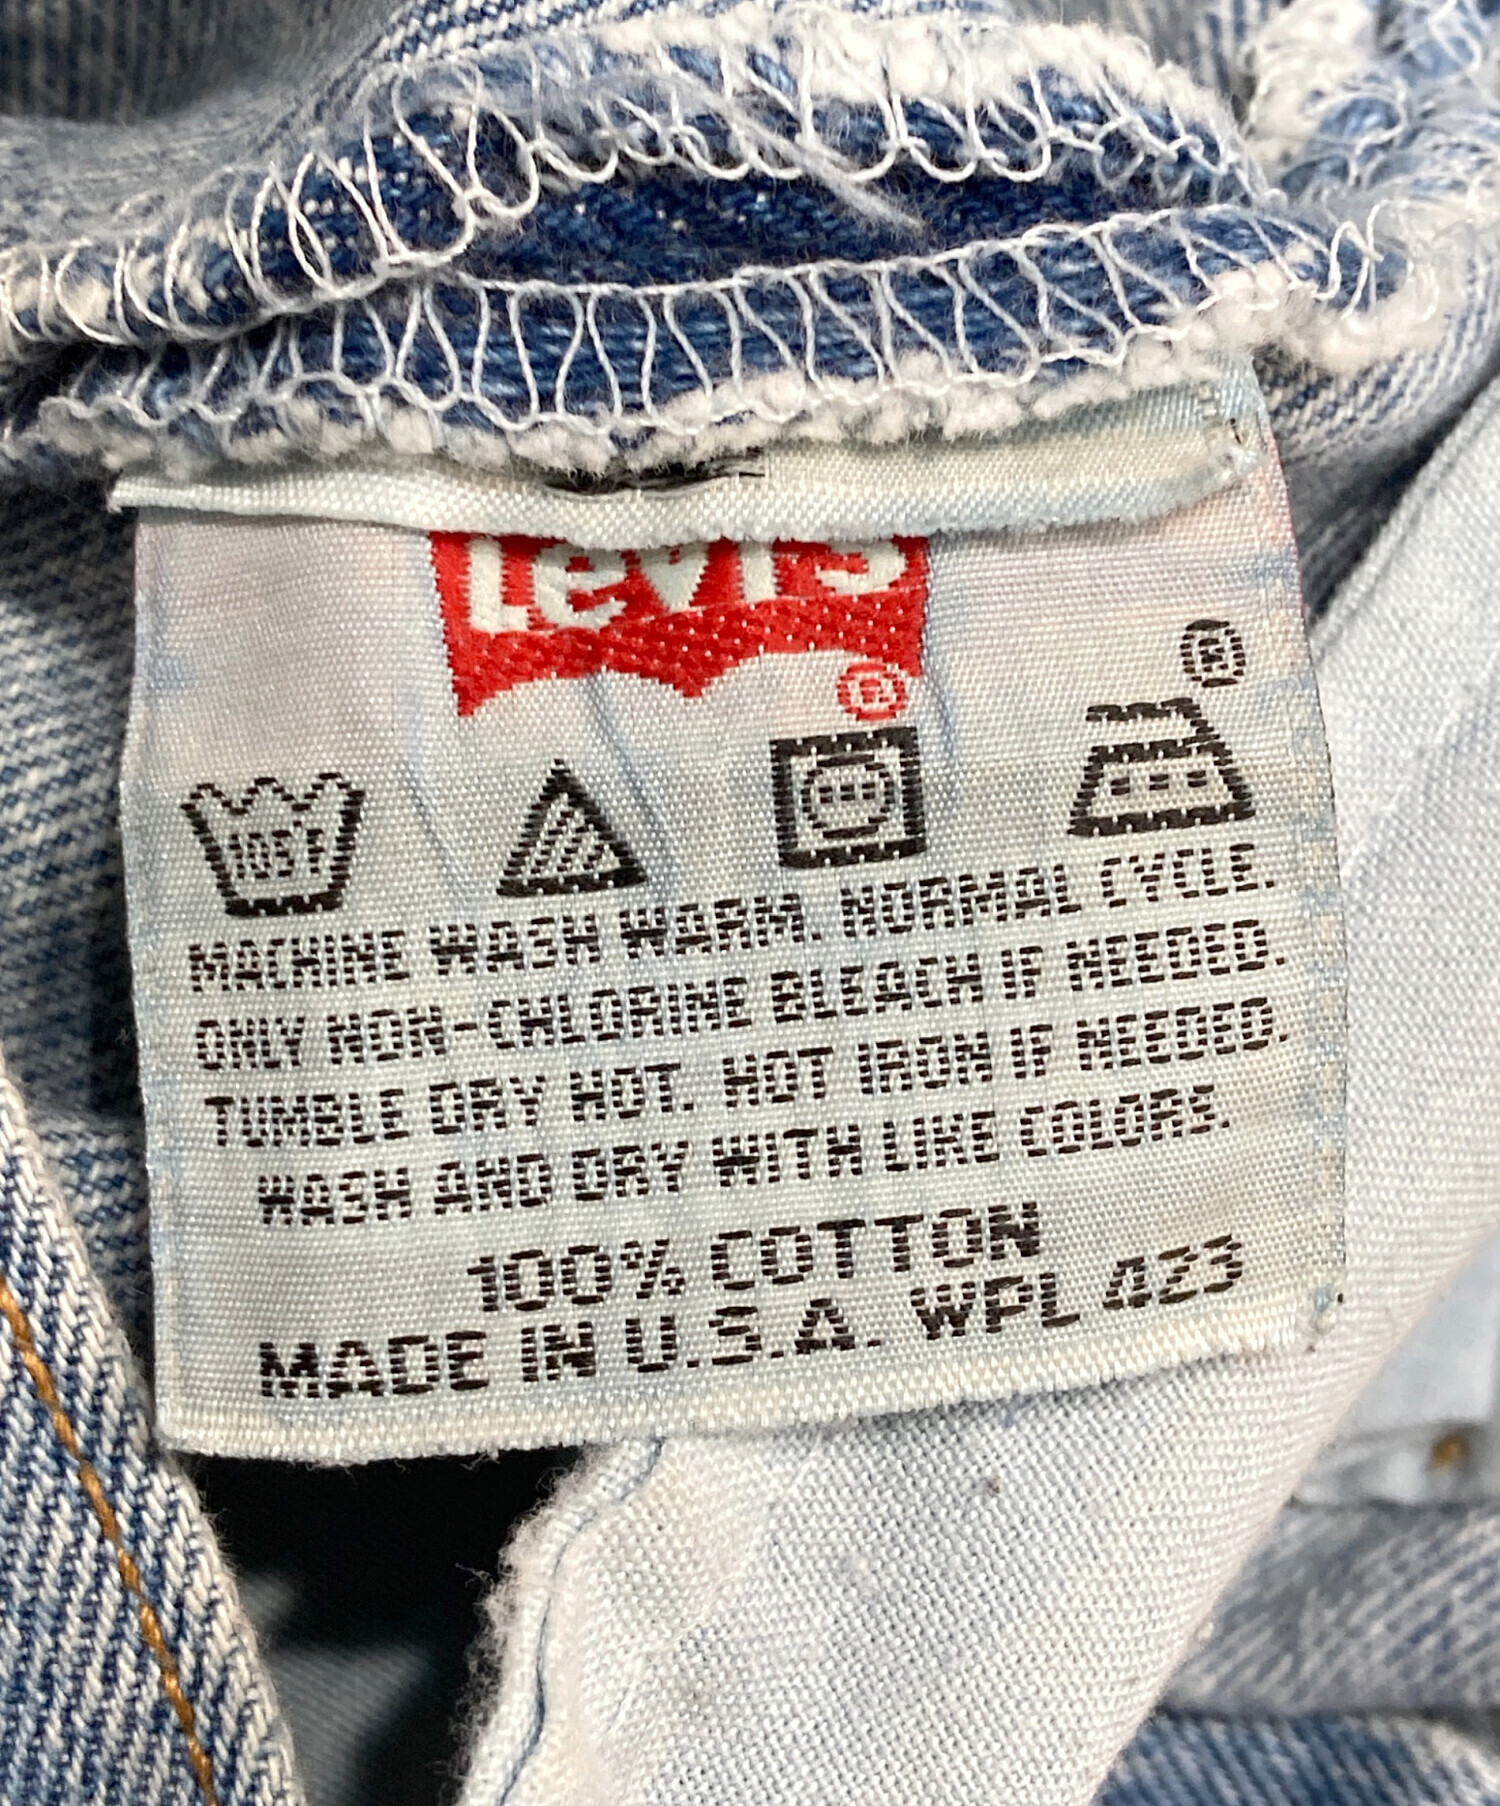 Levi's
®
®
105°F
MACHINE WASH WARM. NORMAL CYCLE.
ONLY NON-CHLORINE BLEACH IF NEEDED.
TUMBLE DRY HOT. HOT IRON IF NEEDED.
WASH AND DRY WITH LIKE COLORS.
100% COTTON
MADE IN U.S.A. WPL 423